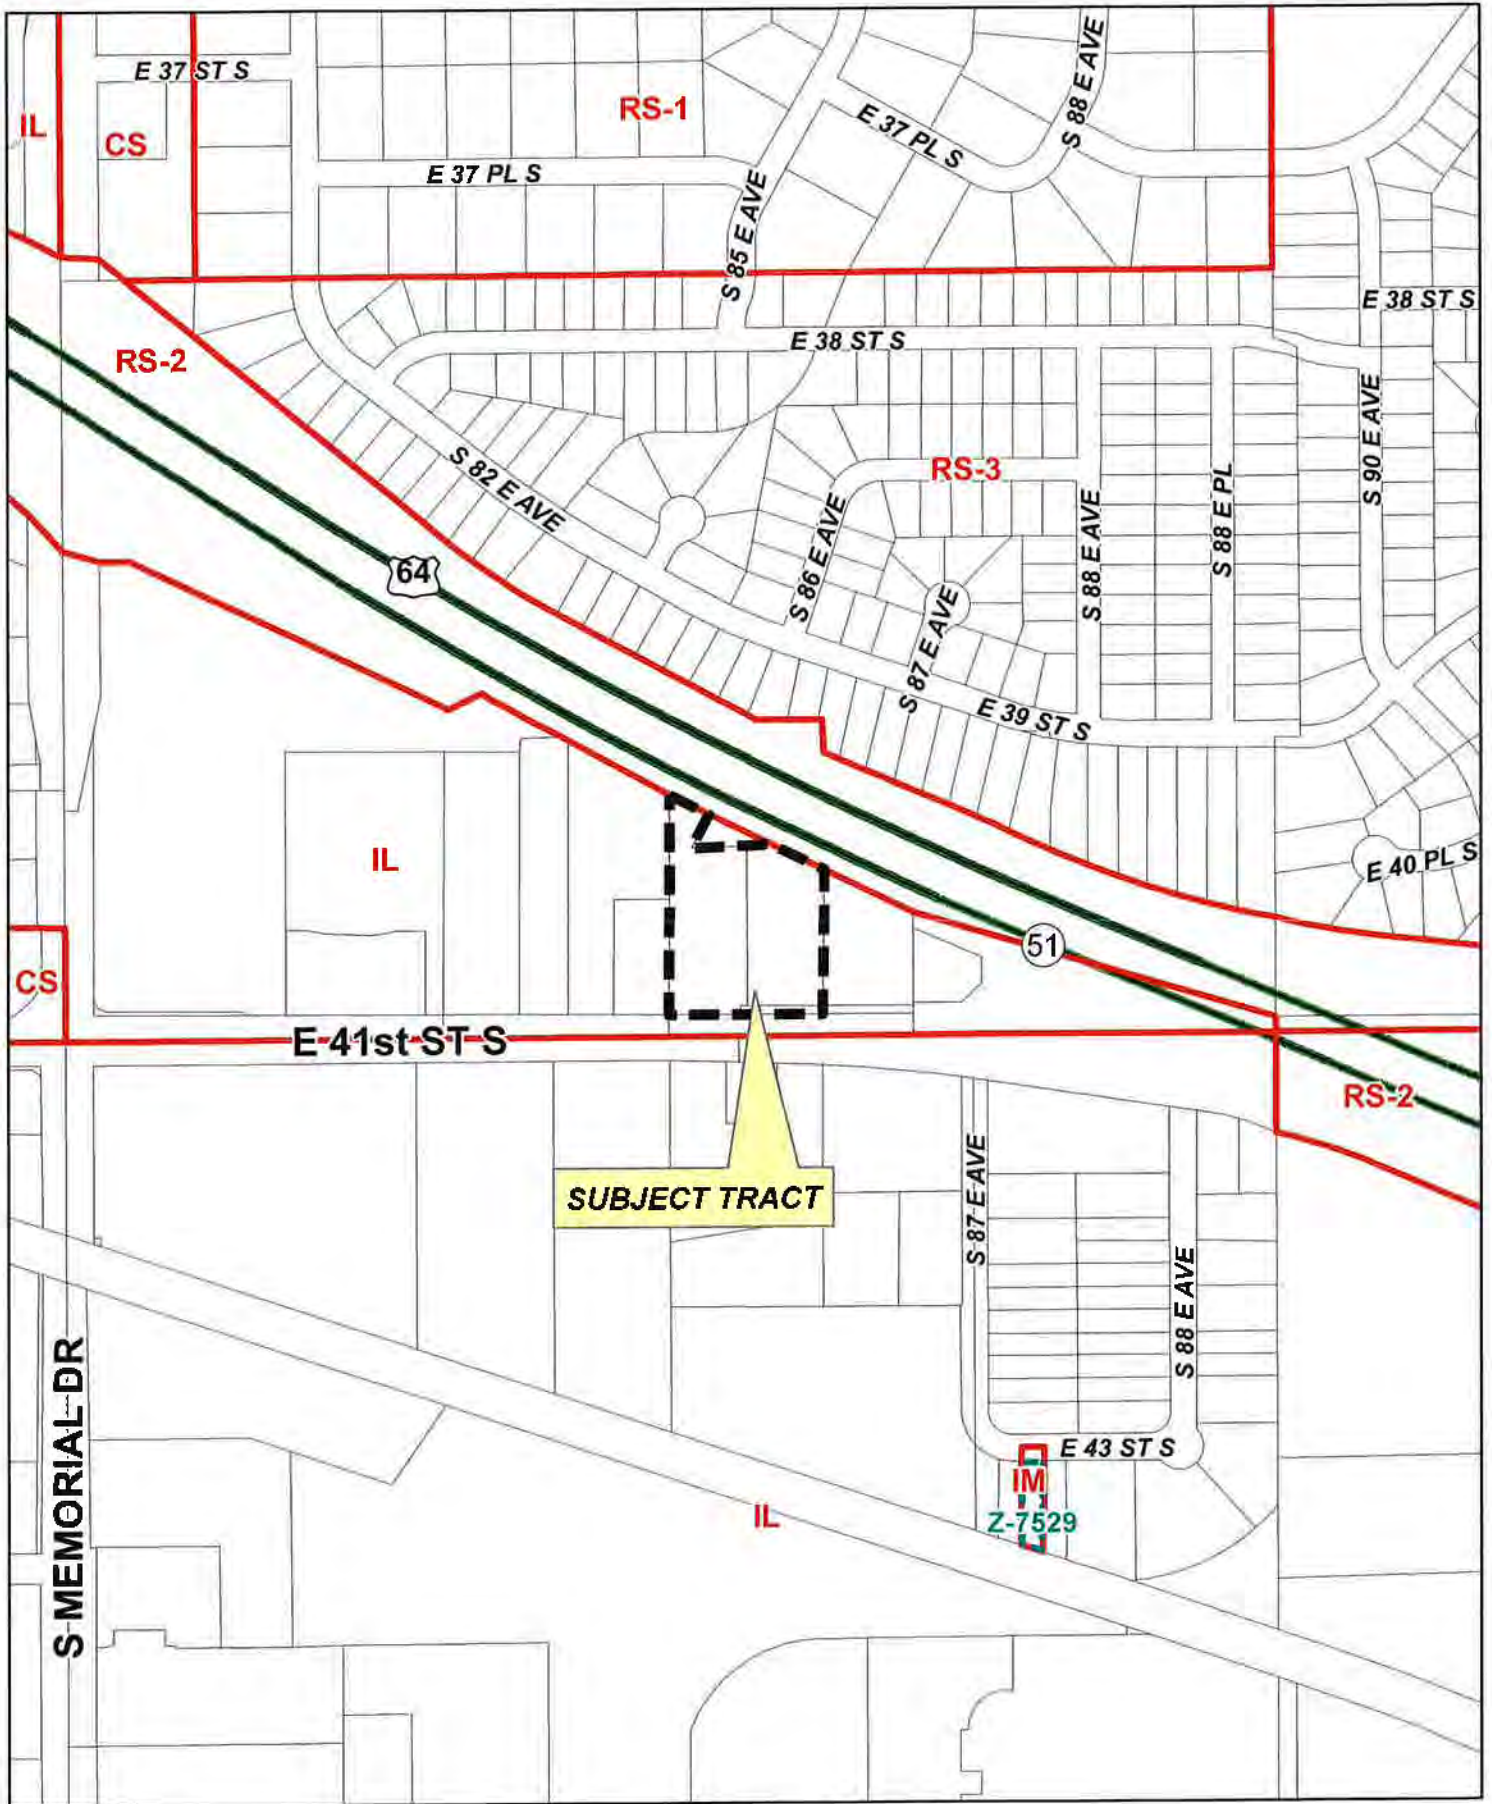 E 37 ST S
RS-1
IL
CS
E 37 PL S
S 88 E AVE
E 37 PL S
S 85 E AVE
E 38 ST S
E 38 ST S
RS-2
S 90 E AVE
S 82 E AVE
RS-3
S 86 E AVE
S 88 E AVE
S 88 E PL
64
S 87 E AVE
E 39 ST S
IL
E 40 PL S
51
CS
E 41st ST S
RS-2
SUBJECT TRACT
S 87 E AVE
S 88 E AVE
S MEMORIAL DR
E 43 ST S
IM
Z-7529
IL